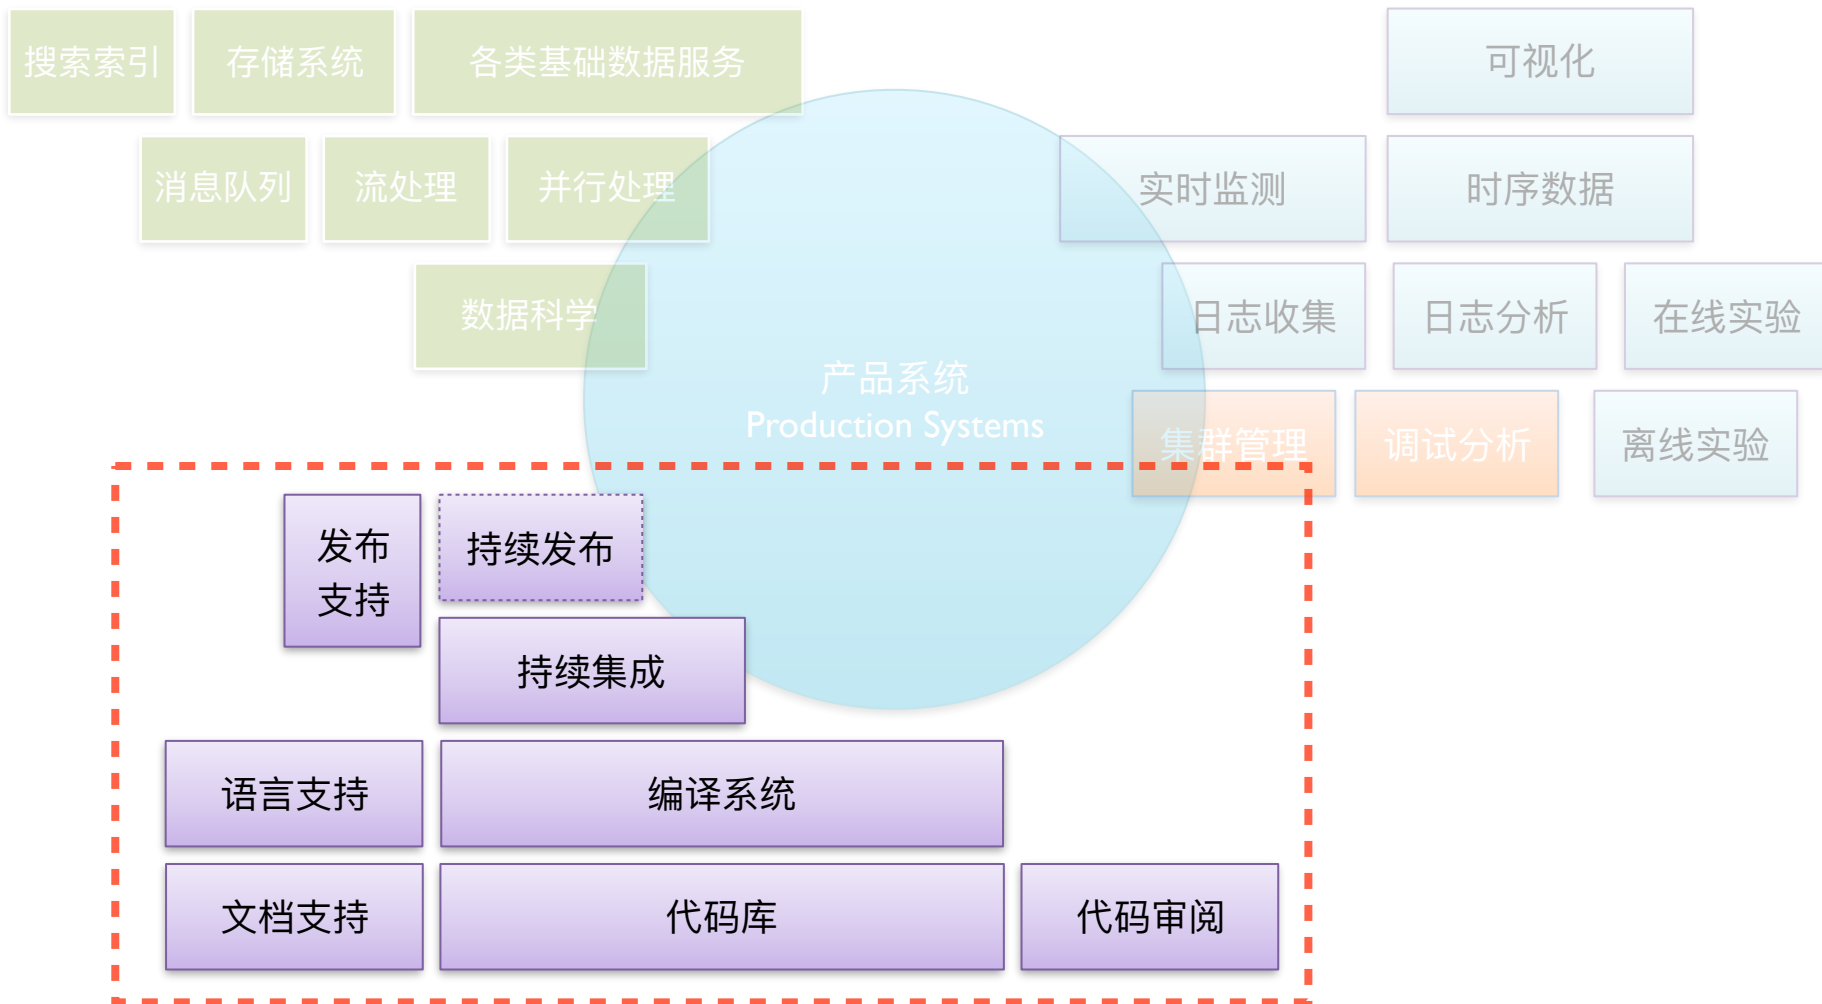 搜索索引
存储系统
各类基础数据服务
可视化
消息队列
流处理
并行处理
实时监测
时序数据
数据科学
日志收集
日志分析
在线实验
产品系统
Production Systems
集群管理
调试分析
离线实验
发布
支持
持续发布
持续集成
语言支持
编译系统
文档支持
代码库
代码审阅